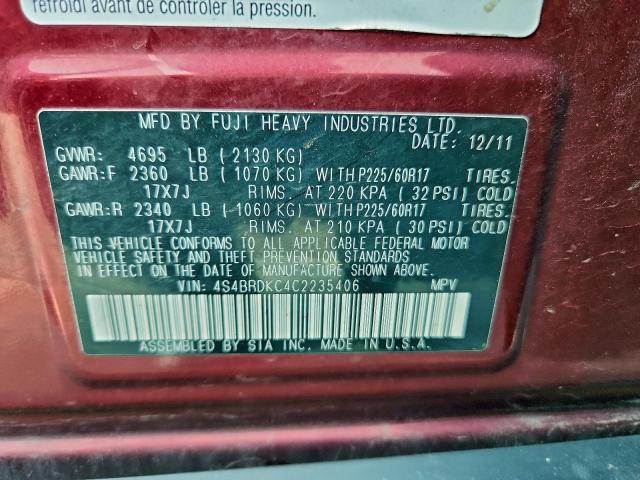 refroidi avant de contrôler la pression.
MFD BY FUJI HEAVY INDUSTRIES LTD.
DATE: 12/11
GVWR: 4695 LB (2130 KG)
GAWR:F 2360 LB (1070 KG) WITH P225/60R17 TIRES.
17X7J RIMS. AT 220 KPA (32 PSI) COLD
GAWR:R 2340 LB (1060 KG) WITH P225/60R17 TIRES.
17X7J RIMS. AT 210 KPA (30 PSI) COLD
THIS VEHICLE CONFORMS TO ALL APPLICABLE FEDERAL MOTOR
VEHICLE SAFETY AND THEFT PREVENTION STANDARDS
IN EFFECT ON THE DATE OF MANUFACTURE SHOWN ABOVE.
VIN: 4S4BRDKC4C2235406 MPV
ASSEMBLED BY SIA INC. MADE IN U.S.A.